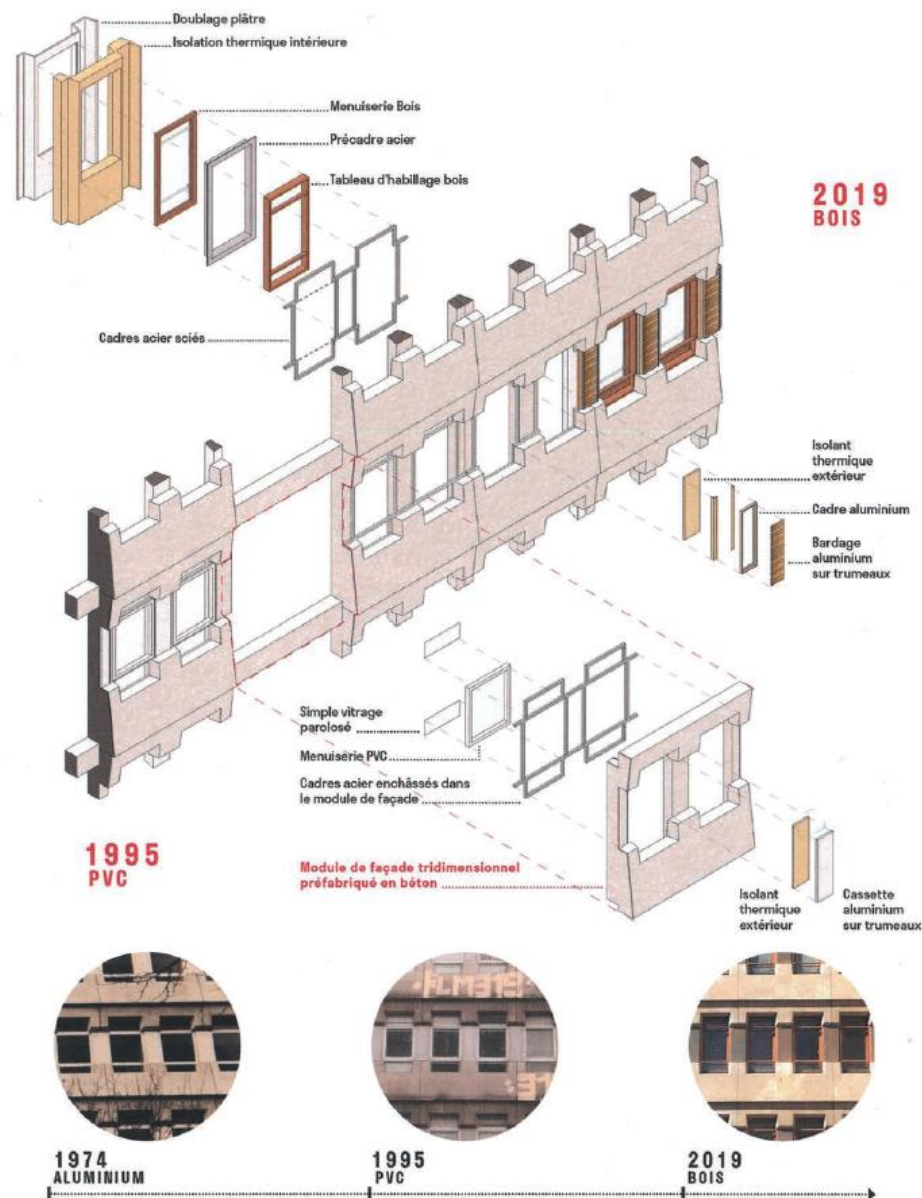 Doublage plâtre
Isolation thermique intérieure
Menuiserie Bois
Précadre acier
Tableau d'habillage bois
2019
BOIS
Cadres acier sciés
Isolant
thermique
extérieur
Cadre aluminium
Bardage
aluminium
sur trumeaux
Simple vitrage
parolosé
Menuiserie PVC
Cadres acier enchâssés dans
le module de façade
1995
PVC
Module de façade tridimensionnel
préfabriqué en béton
Isolant
thermique
extérieur
Cassette
aluminium
sur trumeaux
1974
ALUMINIUM
1995
PVC
2019
BOIS